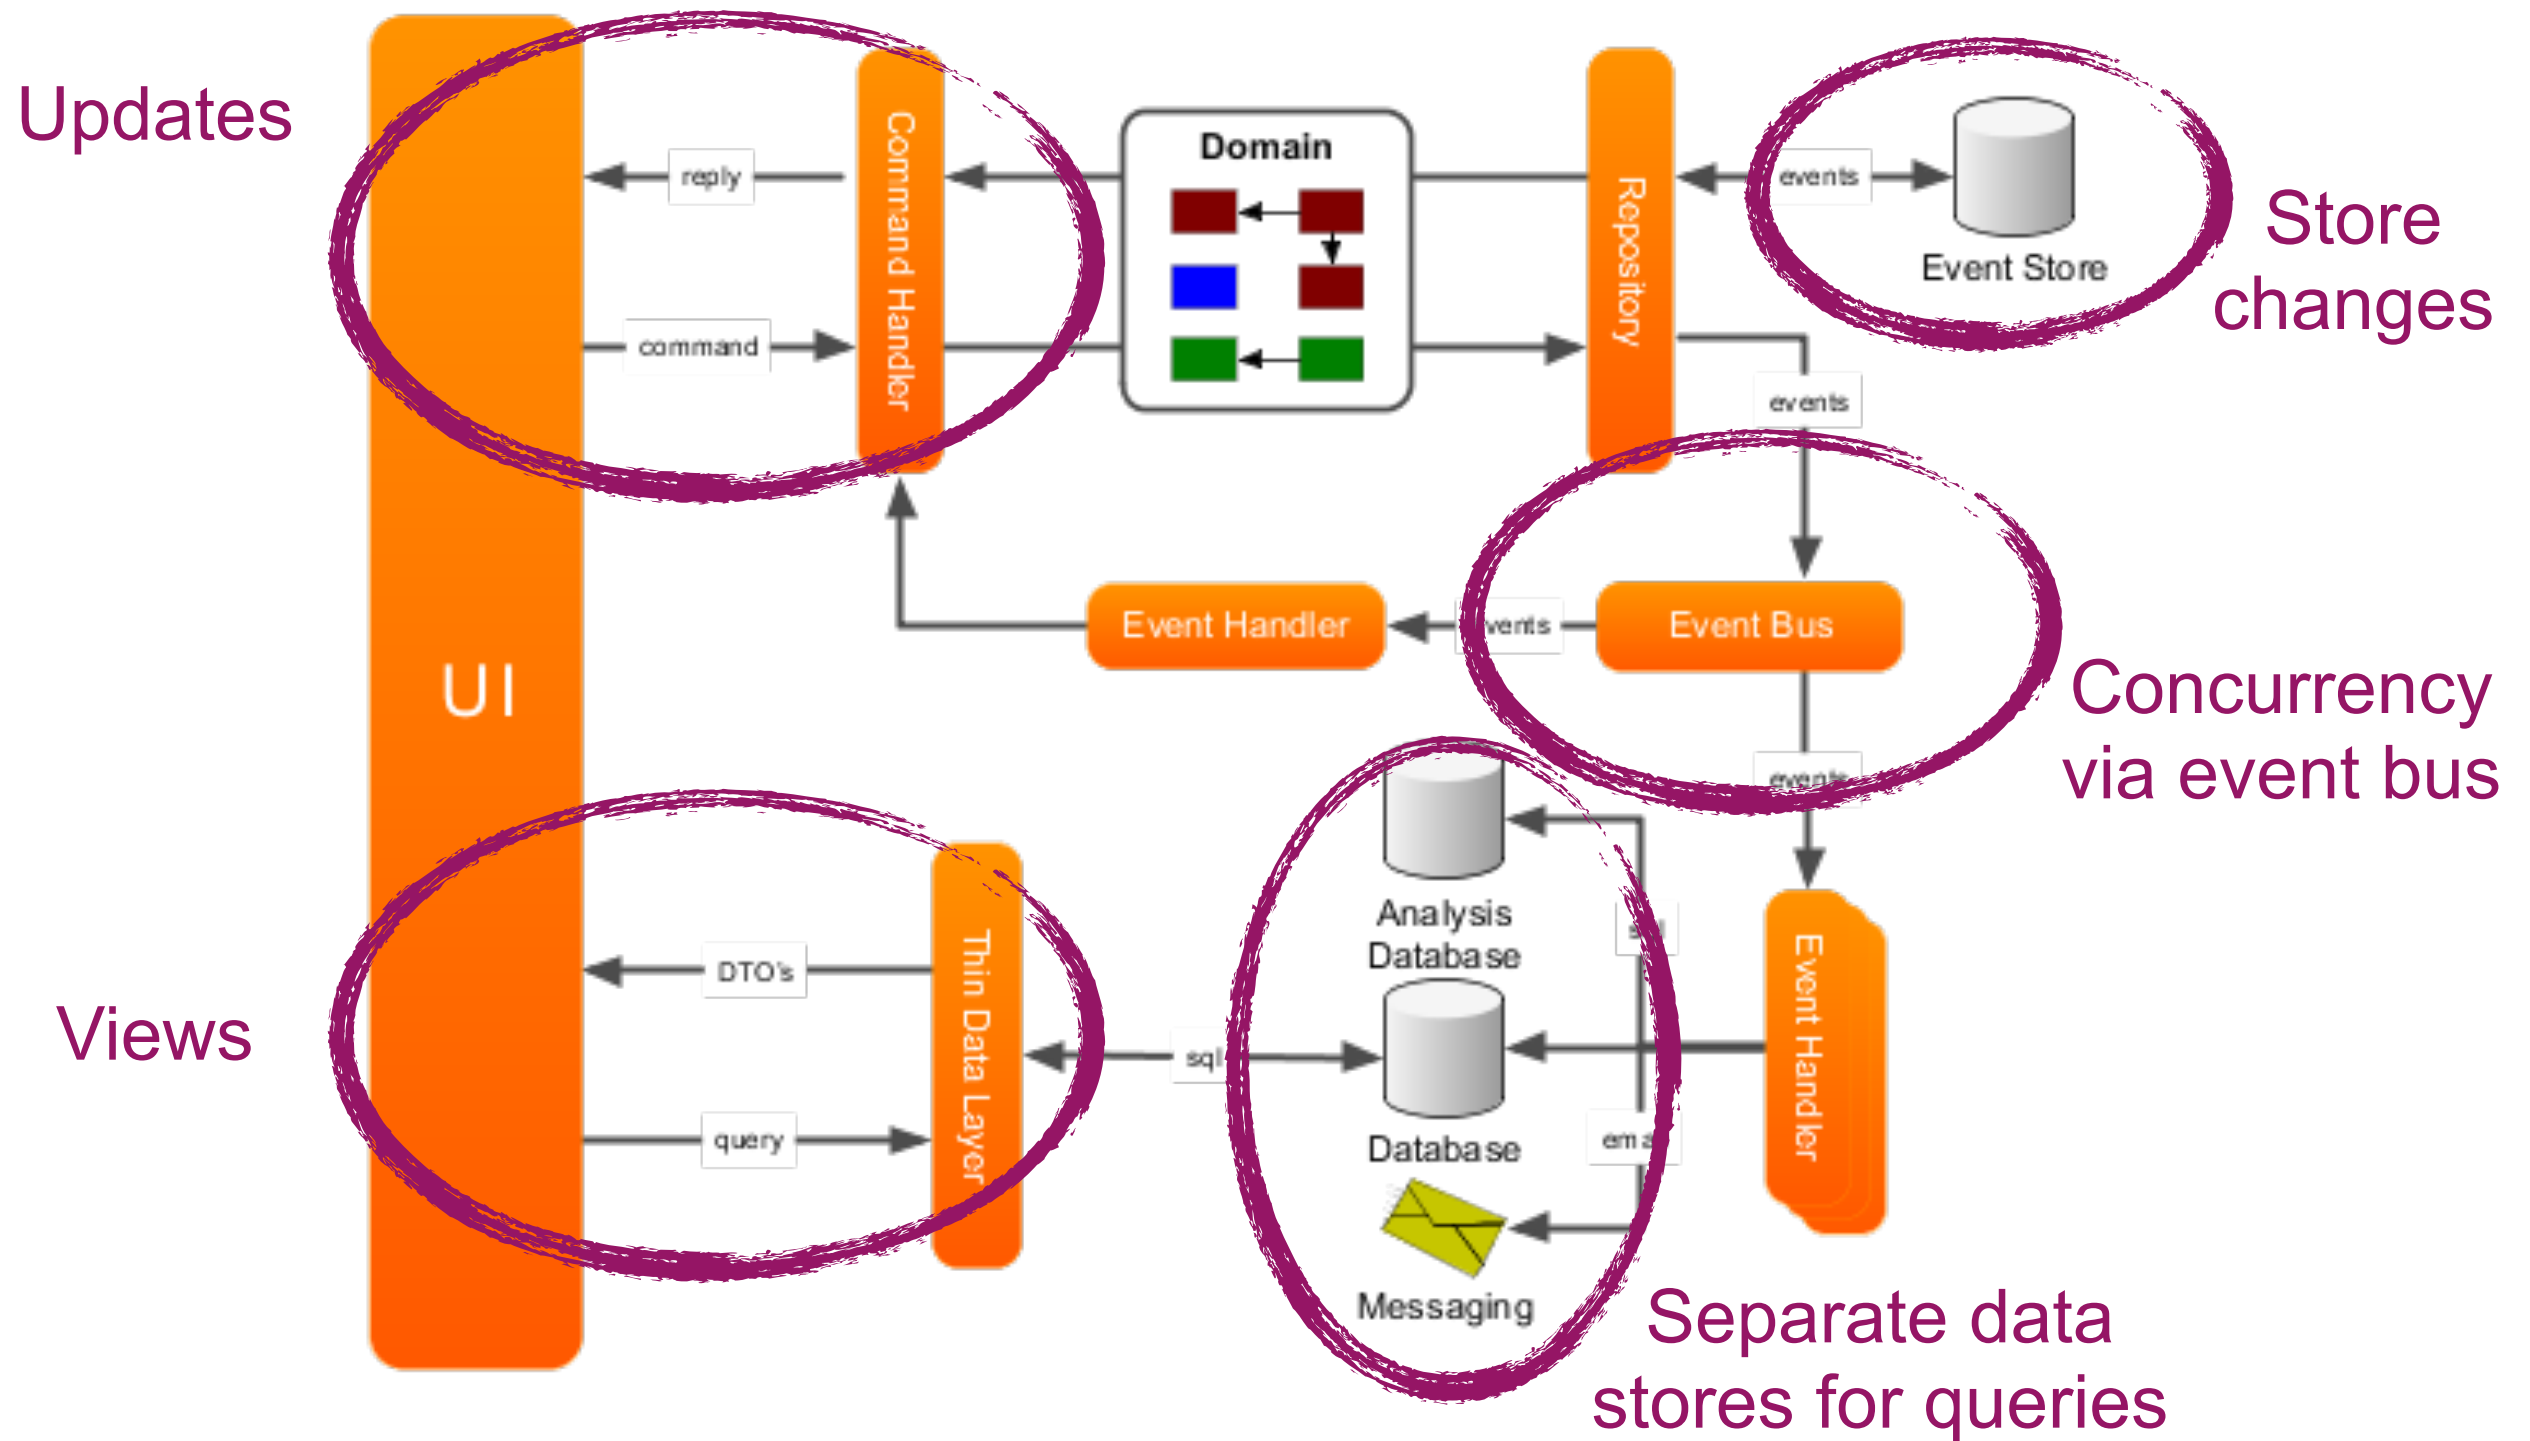 Updates
reply
command
Command Handler
Domain
Repository
events
Event Store
Store
changes
events
UI
Event Handler
Event Bus
Concurrency
via event bus
events
Analysis
Database
Database
Messaging
Event Handler
Views
DTO's
query
Thin Data Layer
sql
Separate data
stores for queries